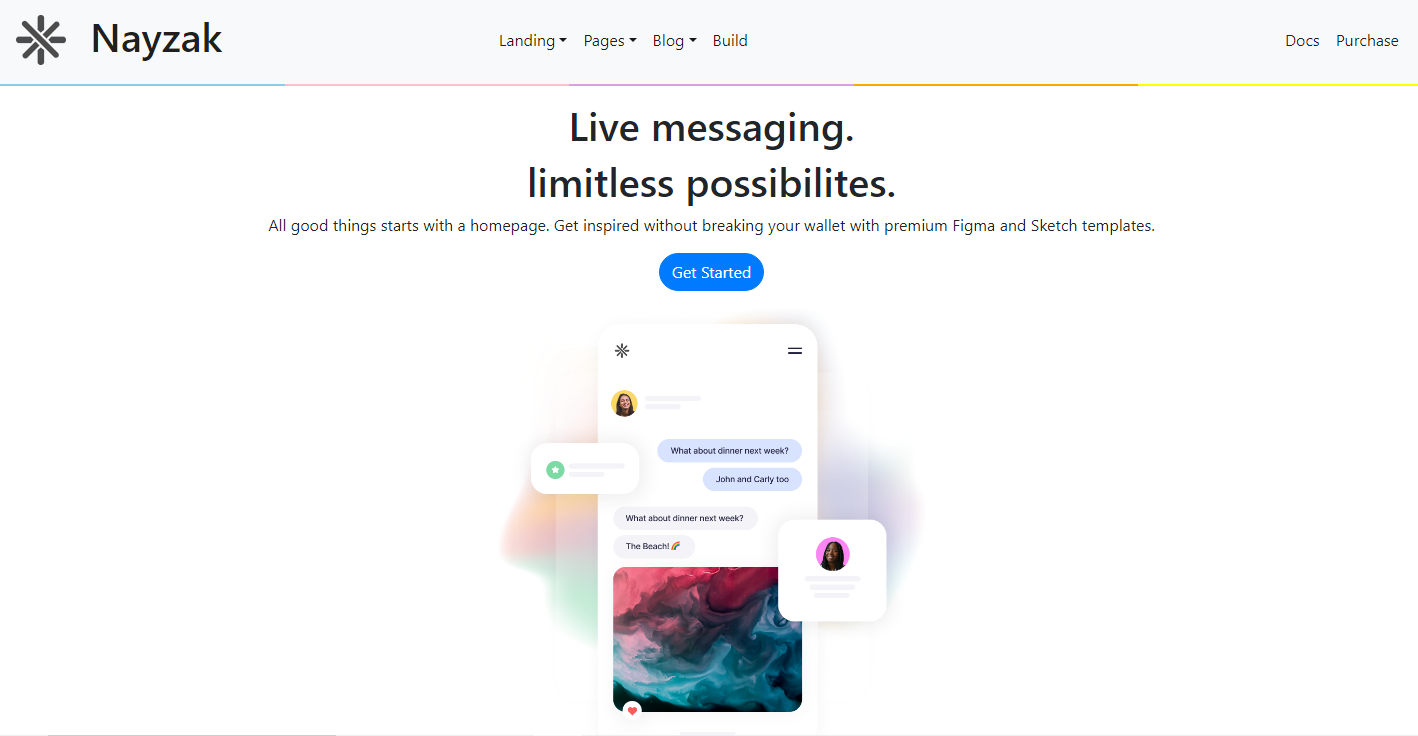 Nayzak
Landing Pages Blog Build
Docs Purchase
Live messaging.
limitless possibilites.
All good things starts with a homepage. Get inspired without breaking your wallet with premium Figma and Sketch templates.
Get Started
What about dinner next week?
John and Carly too
What about dinner next week?
The Beach! 🌈